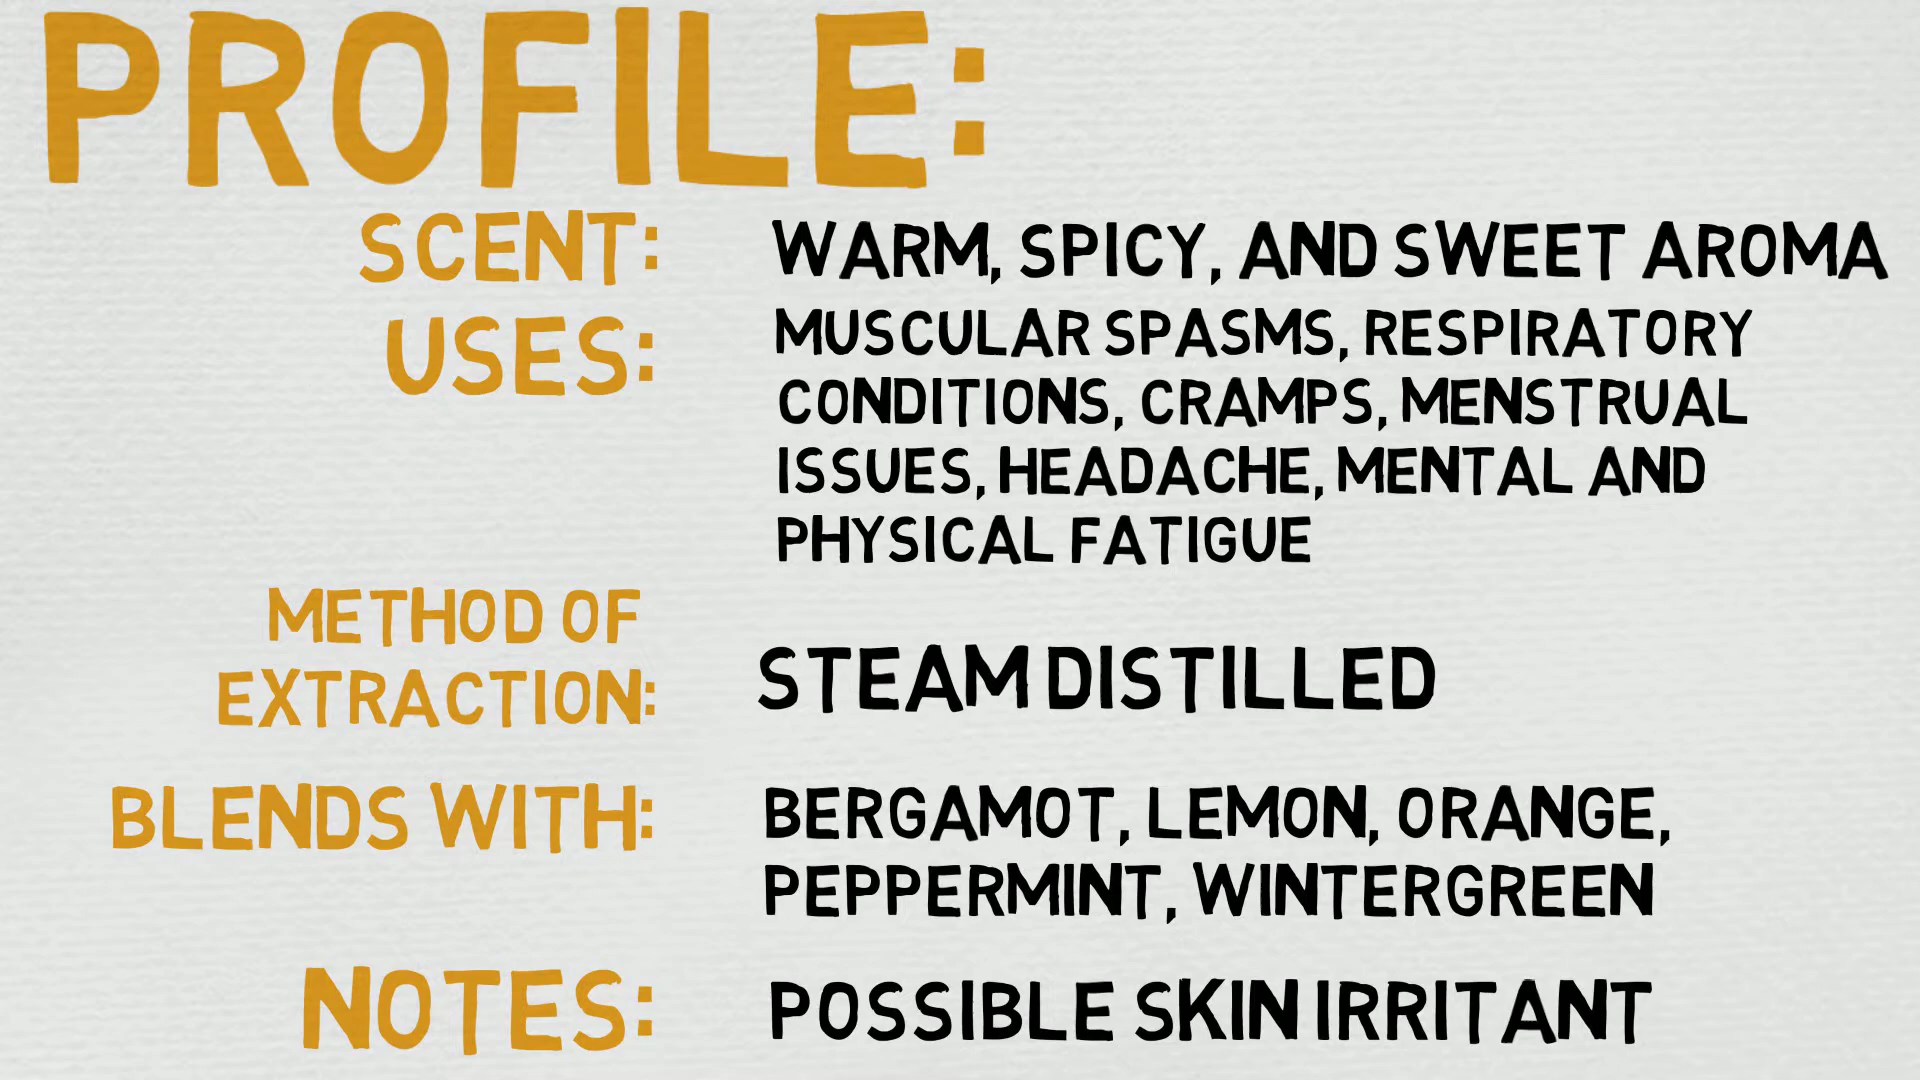 PROFILE:
SCENT: WARM, SPICY, AND SWEET AROMA
USES: MUSCULAR SPASMS, RESPIRATORY
CONDITIONS, CRAMPS, MENSTRUAL
ISSUES, HEADACHE, MENTAL AND
PHYSICAL FATIGUE
METHOD OF
EXTRACTION: STEAM DISTILLED
BLENDS WITH: BERGAMOT, LEMON, ORANGE,
PEPPERMINT, WINTERGREEN
NOTES: POSSIBLE SKIN IRRITANT